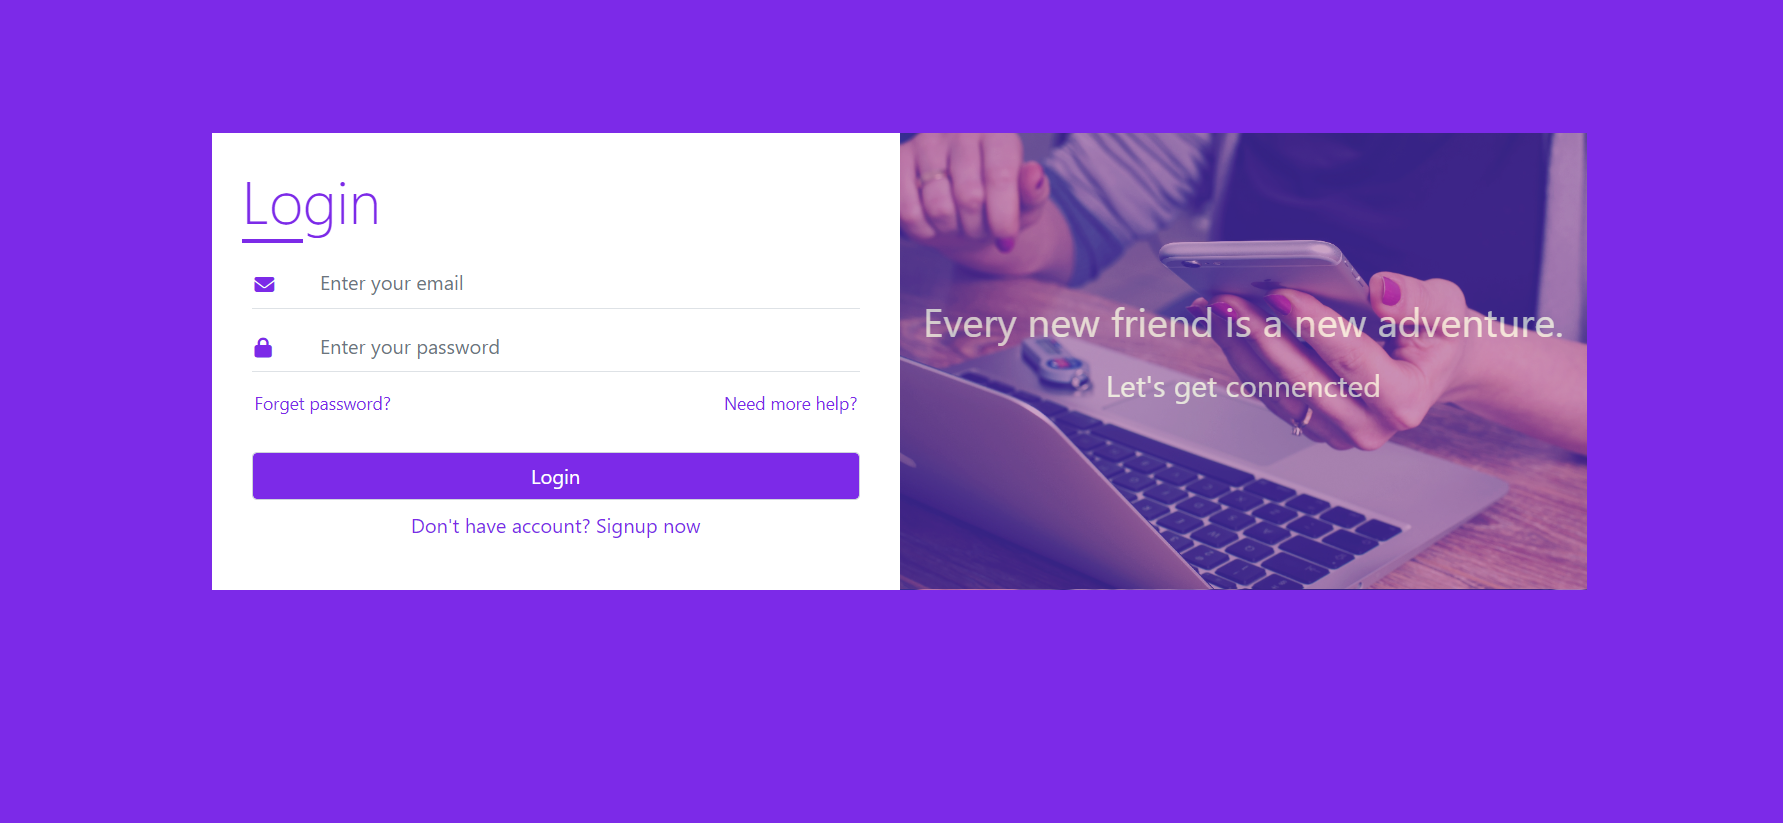 Login
Enter your email
Enter your password
Forget password?
Need more help?
Login
Don't have account? Signup now
Every new friend is a new adventure.
Let's get connencted